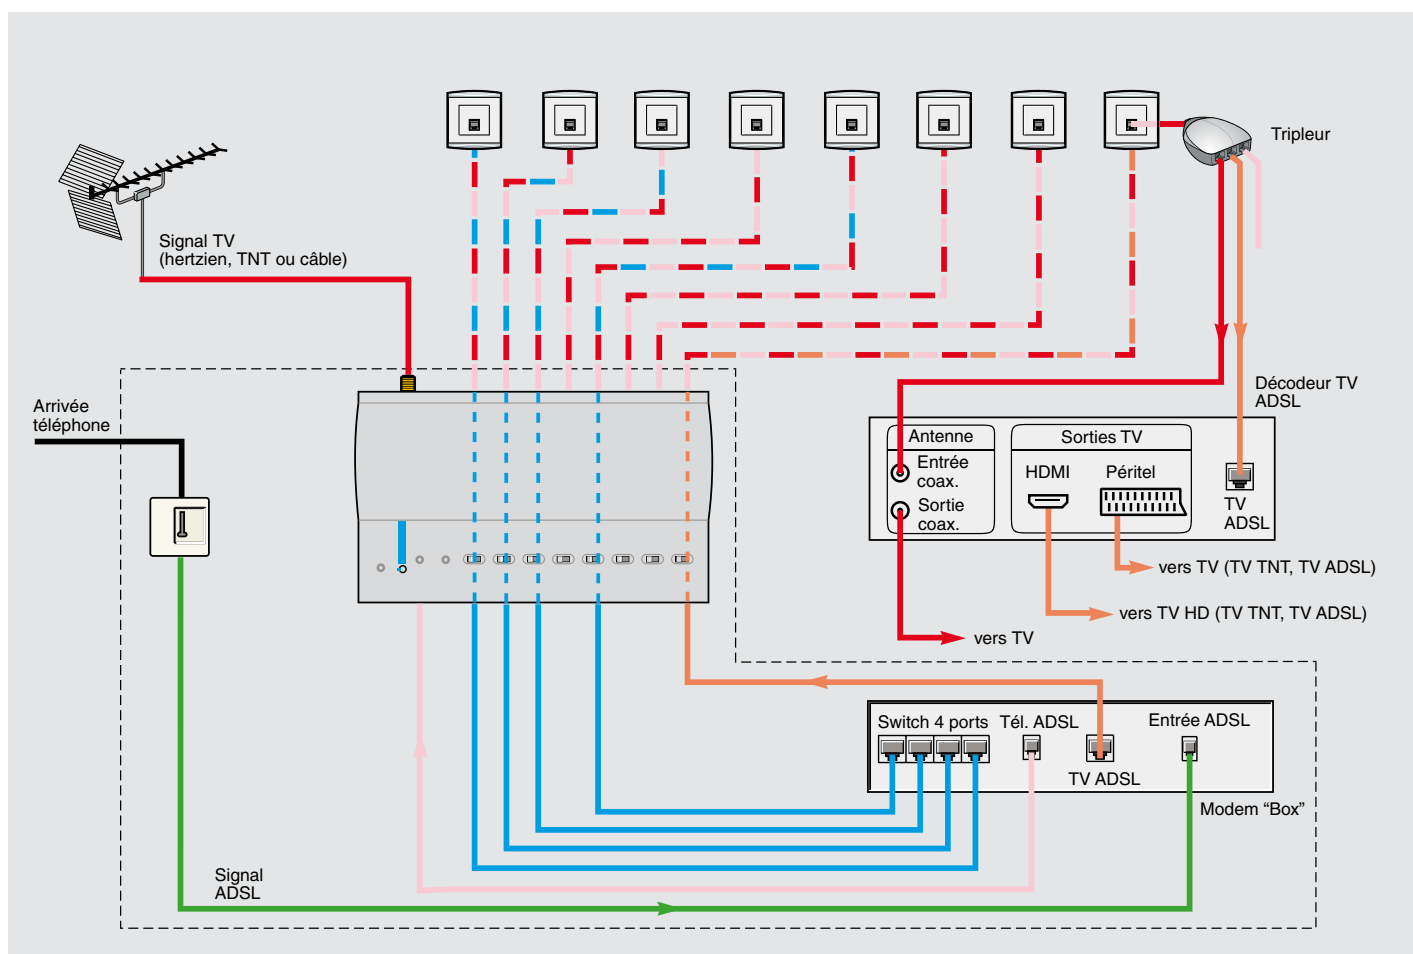 Tripleur
Signal TV
(hertzien, TNT ou câble)
Arrivée
téléphone
Décodeur TV
ADSL
Antenne
Entrée
coax.
Sortie
coax.
Sorties TV
HDMI
Péritel
TV
ADSL
vers TV (TV TNT, TV ADSL)
vers TV HD (TV TNT, TV ADSL)
vers TV
Switch 4 ports
Tél. ADSL
Entrée ADSL
TV ADSL
Modem “Box”
Signal
ADSL